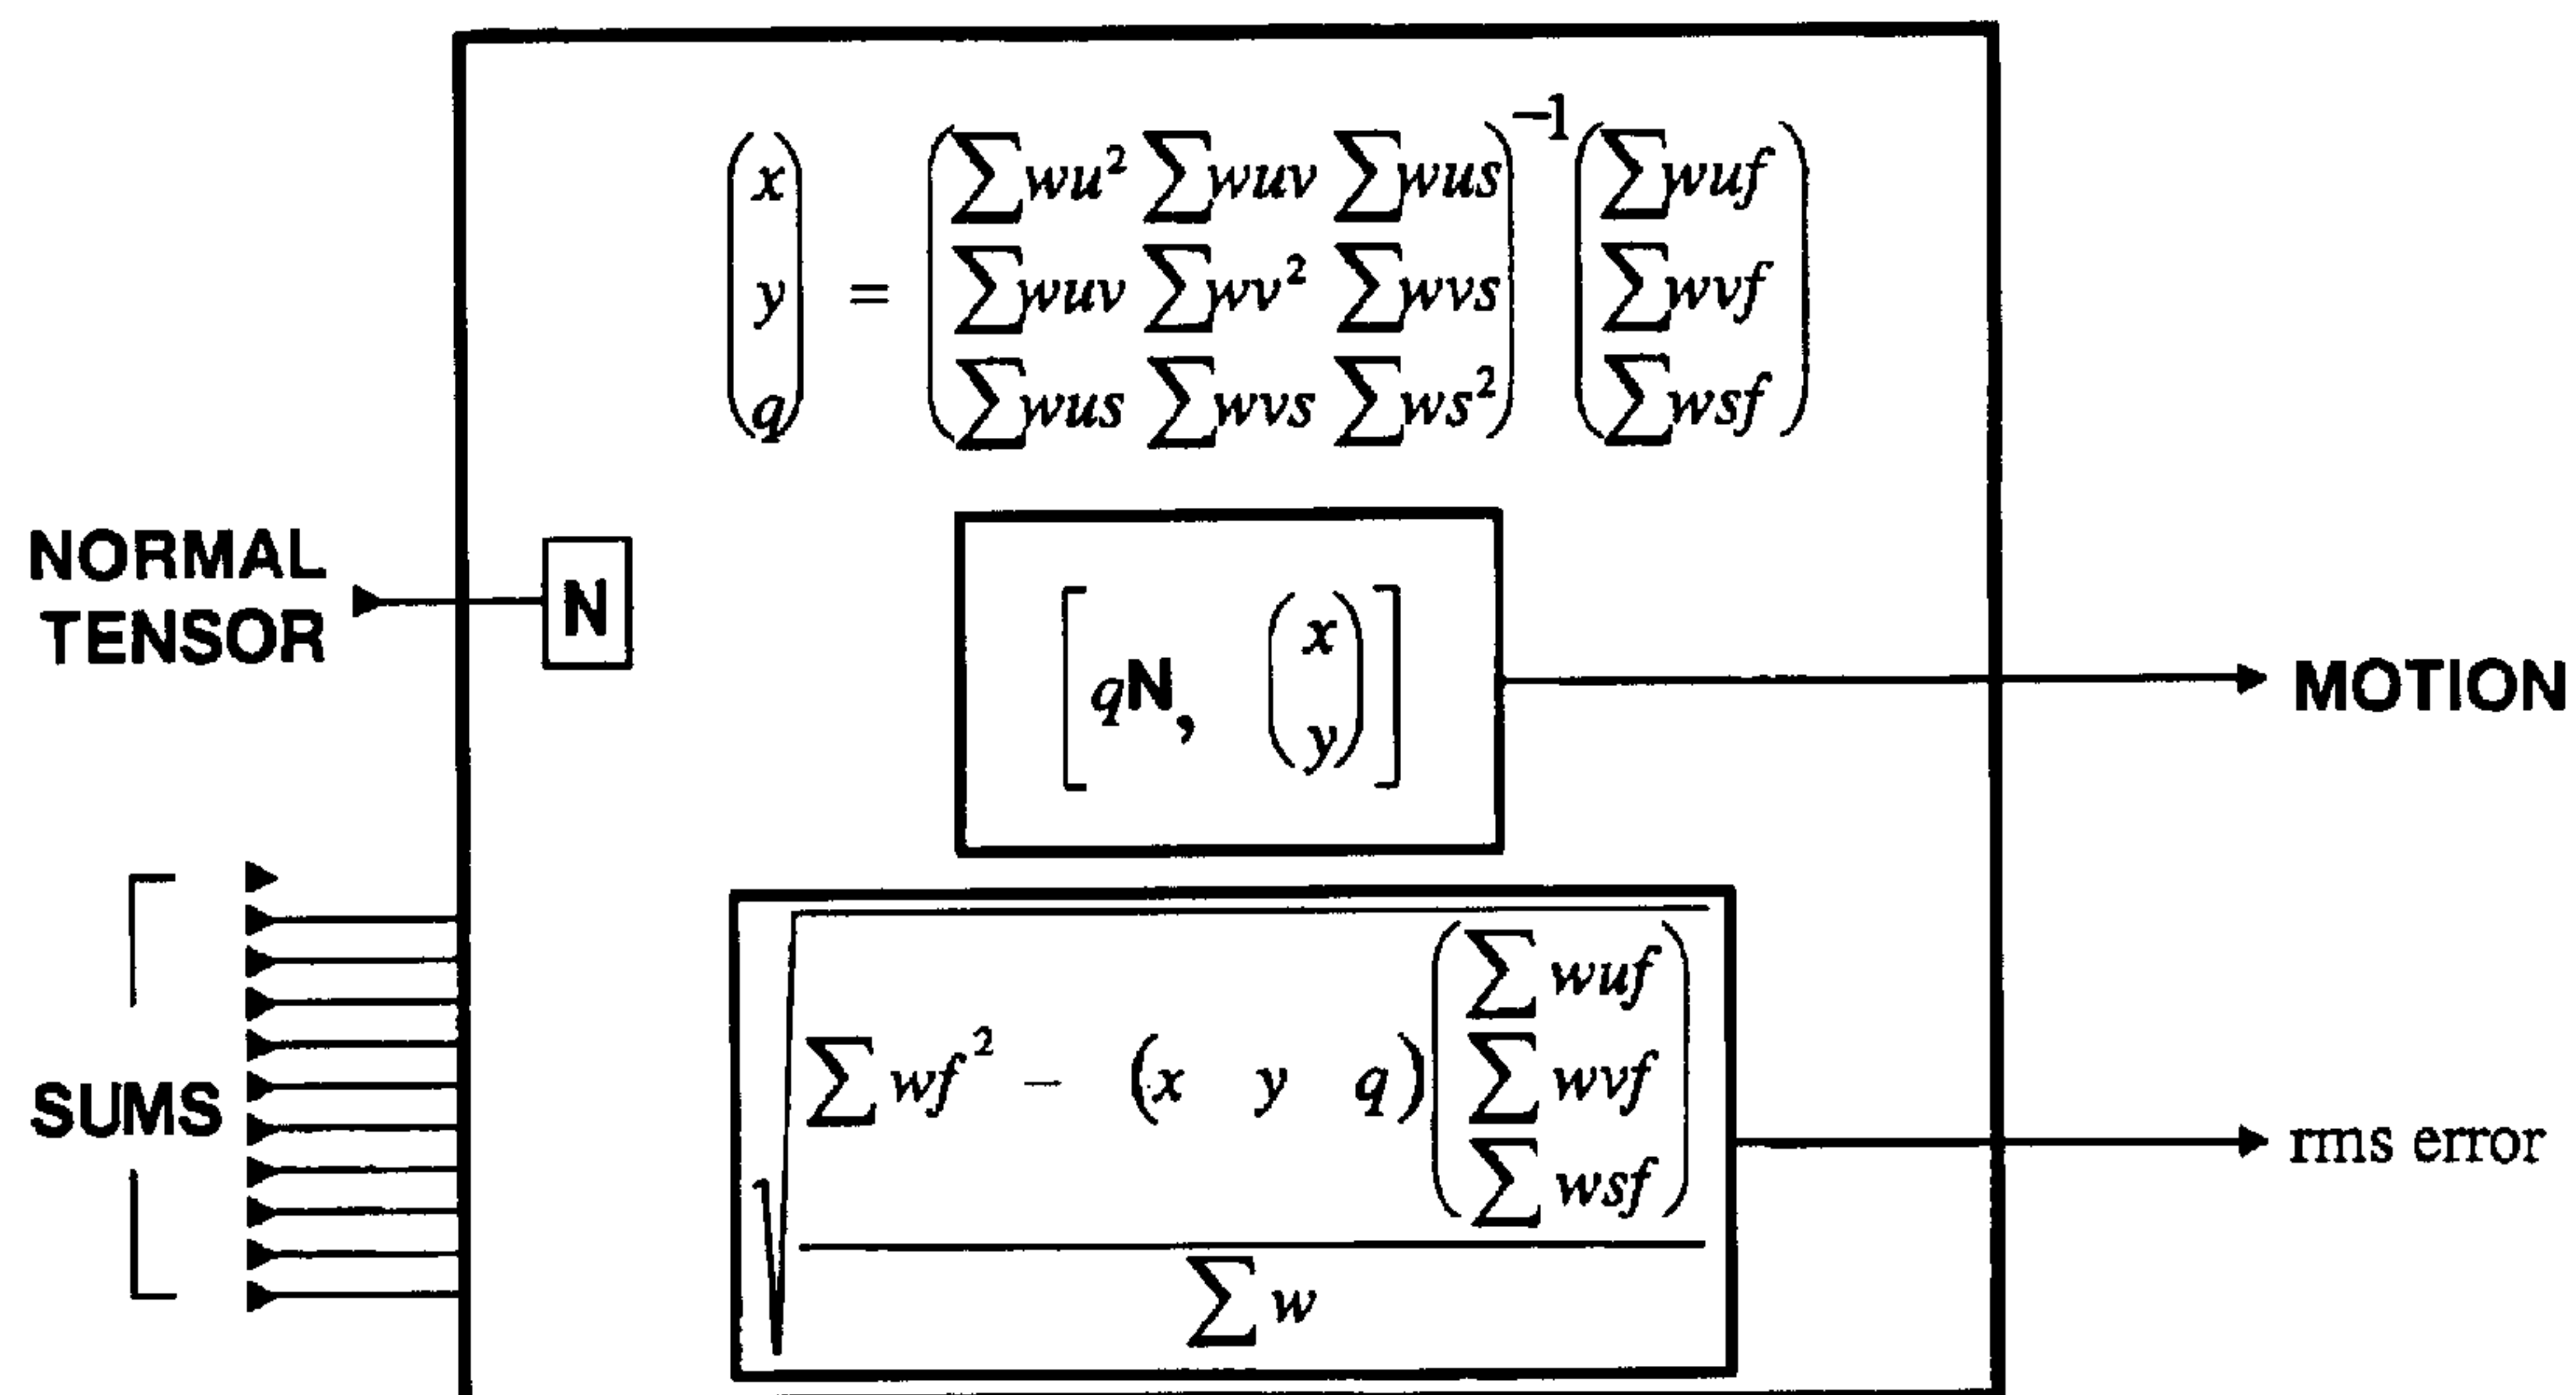 (x y q) = (∑wu² ∑wuv ∑wus
∑wuv ∑wv² ∑wvs
∑wus ∑wvs ∑ws²)⁻¹ (∑wuf
∑wvf
∑wsf)
NORMAL
TENSOR
N
[qN, (x y)]
MOTION
SUMS
√ ∑wf² − (x y q) (∑wuf
∑wvf
∑wsf)
∑w
rms error